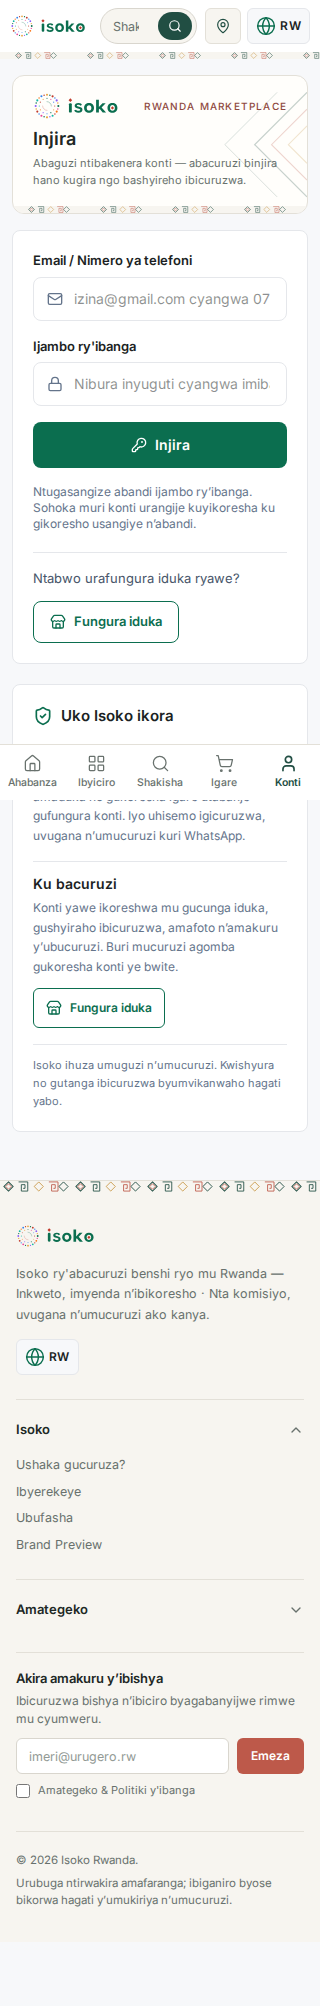 isoko
Shak
RW
isoko
RWANDA MARKETPLACE
Injira
Abaguzi ntibakenera konti — abacuruzi binjira
hano kugira ngo bashyireho ibicuruzwa.
Email / Nimero ya telefoni
izina@gmail.com cyangwa 07
Ijambo ry'ibanga
Nibura inyuguti cyangwa imiba
Injira
Ntugasangize abandi ijambo ry’ibanga.
Sohoka muri konti urangije kuyikoresha ku
gikoresho usangiye n’abandi.
Ntabwo urafungura iduka ryawe?
Fungura iduka
Uko Isoko ikora
Ahabanza
Ibyiciro
Shakisha
Igare
Konti
gufungura konti. Iyo uhisemo igicuruzwa,
uvugana n’umucuruzi kuri WhatsApp.
Ku bacuruzi
Konti yawe ikoreshwa mu gucunga iduka,
gushyiraho ibicuruzwa, amafoto n’amakuru
y’ubucuruzi. Buri mucuruzi agomba
gukoresha konti ye bwite.
Fungura iduka
Isoko ihuza umuguzi n’umucuruzi. Kwishyura
no gutanga ibicuruzwa byumvikanwaho hagati
yabo.
isoko
Isoko ry'abacuruzi benshi ryo mu Rwanda —
Inkweto, imyenda n’ibikoresho · Nta komisiyo,
uvugana n’umucuruzi ako kanya.
RW
Isoko
Ushaka gucuruza?
Ibyerekeye
Ubufasha
Brand Preview
Amategeko
Akira amakuru y’ibishya
Ibicuruzwa bishya n’ibiciro byagabanyijwe rimwe
mu cyumweru.
imeri@urugero.rw
Emeza
Amategeko & Politiki y'ibanga
© 2026 Isoko Rwanda.
Urubuga ntirwakira amafaranga; ibiganiro byose
bikorwa hagati y’umukiriya n’umucuruzi.